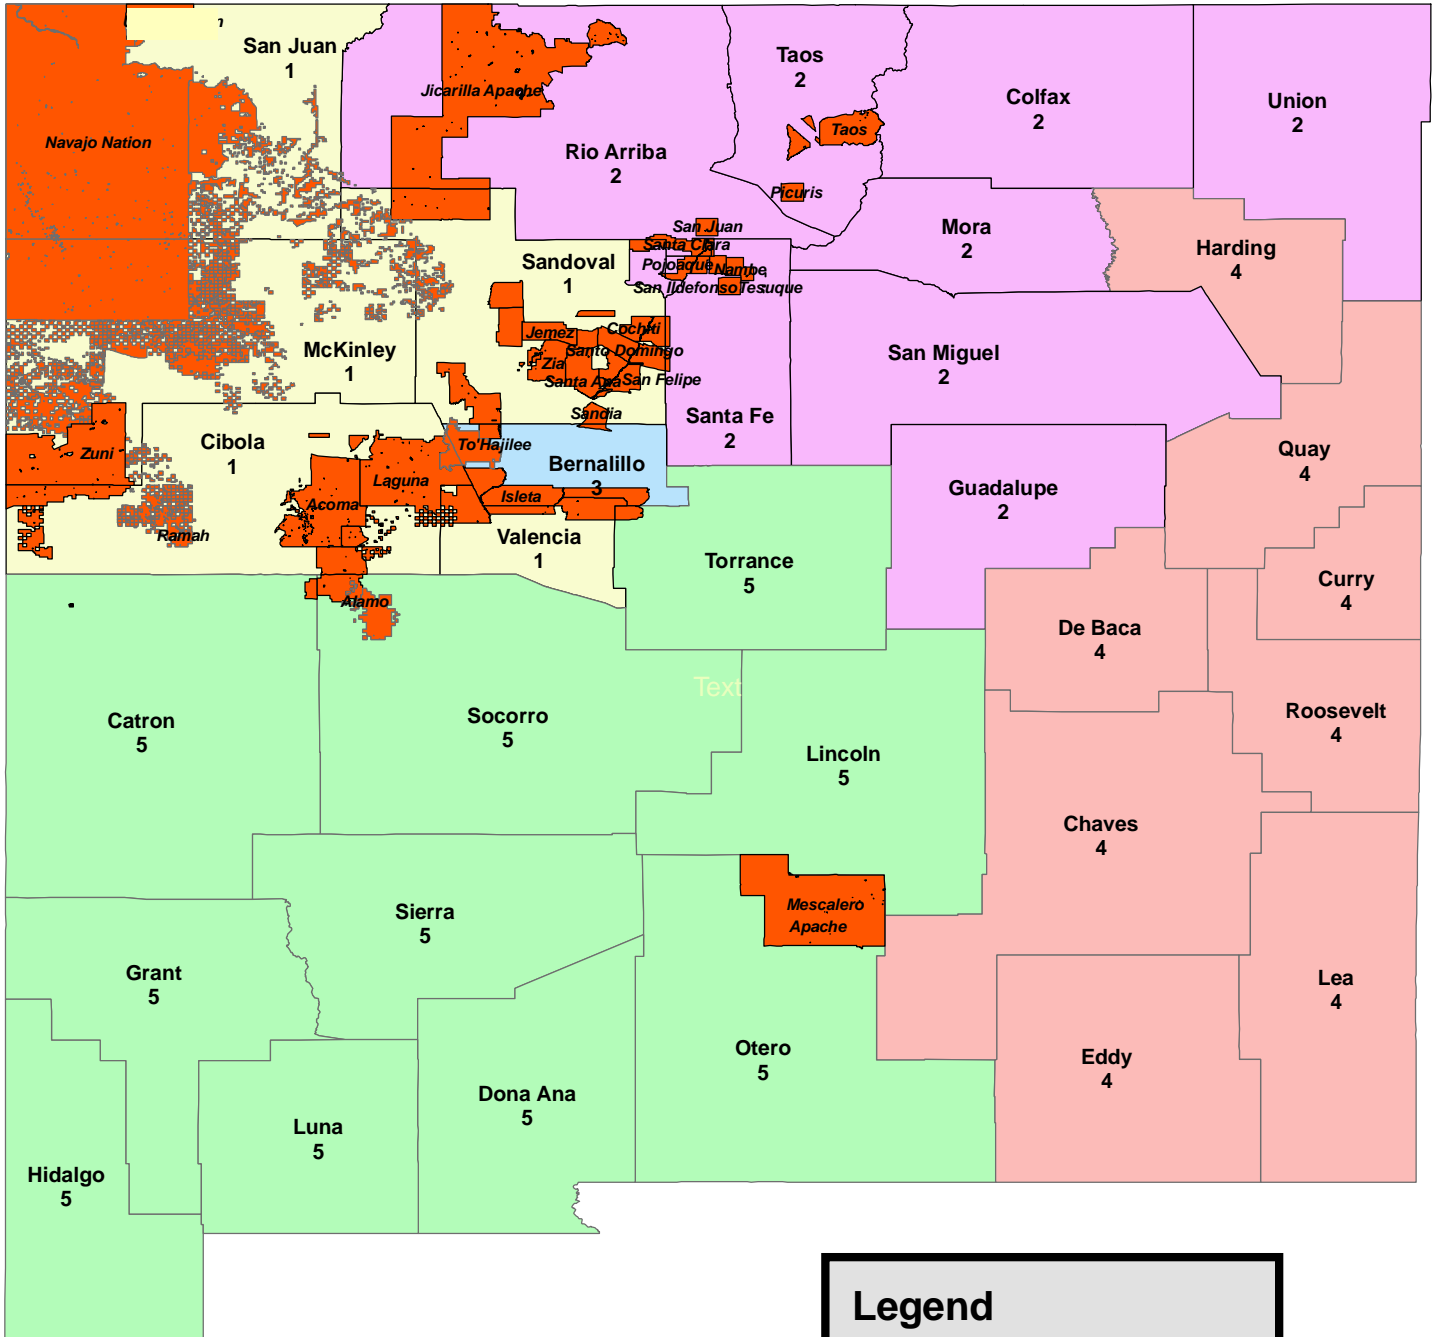 San Juan
1
Taos
2
Colfax
2
Union
2
Jicarilla Apache
Navajo Nation
Taos
Rio Arriba
2
Picuris
Mora
2
Harding
4
San Juan
Santa Clara
Pojoaque
Nambe
San Ildefonso
Tesuque
Sandoval
1
Jemez
Cochiti
Santo Domingo
Zia
Santa Ana
San Felipe
McKinley
1
San Miguel
2
Sandia
Santa Fe
2
Cibola
1
To'Hajilee
Zuni
Bernalillo
3
Quay
4
Laguna
Isleta
Acoma
Guadalupe
2
Ramah
Valencia
1
Torrance
5
Curry
4
Alamo
De Baca
4
Text
Catron
5
Socorro
5
Roosevelt
4
Lincoln
5
Chaves
4
Sierra
5
Mescalero
Apache
Grant
5
Lea
4
Otero
5
Eddy
4
Dona Ana
5
Luna
5
Hidalgo
5
Legend